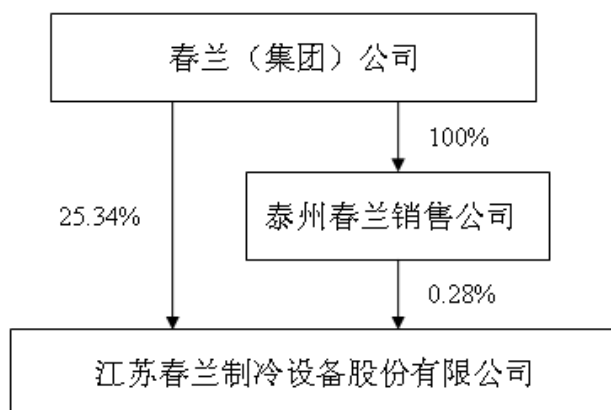 春兰（集团）公司
100%
25.34%
泰州春兰销售公司
0.28%
江苏春兰制冷设备股份有限公司